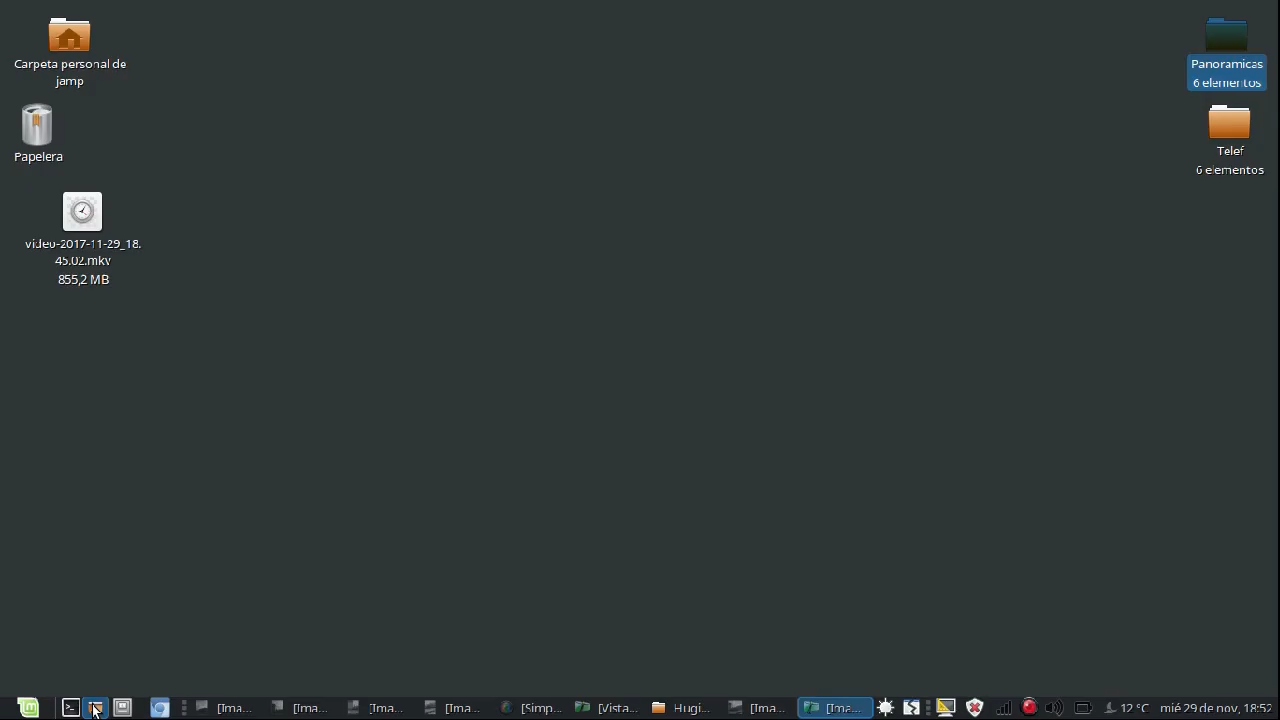 Carpeta personal de
jamp
Papelera
video-2017-11-29_18.
45.02.mkv
855,2 MB
Panoramicas
6 elementos
Telef
6 elementos
[Ima... [Ima... [Ima... [Ima... [Simp... [Vista... Hugi... [Ima... [Ima... 12 °C mié 29 de nov, 18:52